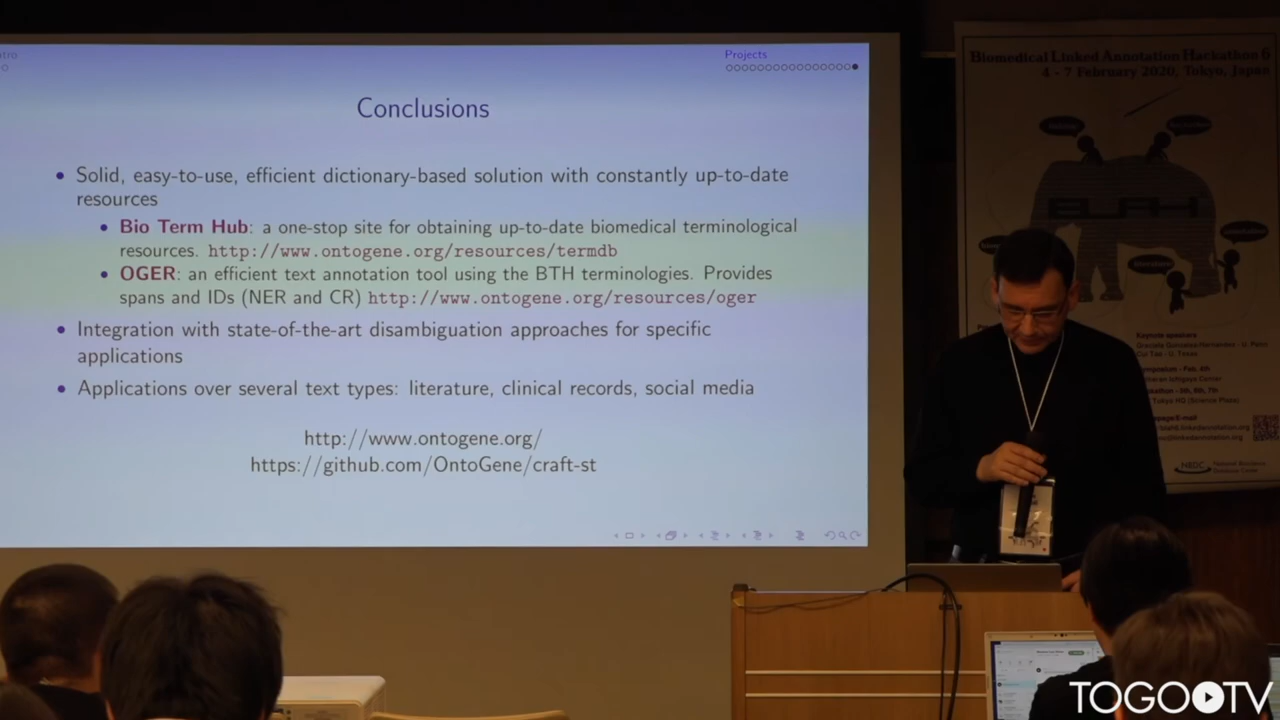 Intro
Projects
Conclusions
• Solid, easy-to-use, efficient dictionary-based solution with constantly up-to-date
resources
• Bio Term Hub: a one-stop site for obtaining up-to-date biomedical terminological
resources. http://www.ontogene.org/resources/termdb
• OGER: an efficient text annotation tool using the BTH terminologies. Provides
spans and IDs (NER and CR) http://www.ontogene.org/resources/oger
• Integration with state-of-the-art disambiguation approaches for specific
applications
• Applications over several text types: literature, clinical records, social media
http://www.ontogene.org/
https://github.com/OntoGene/craft-st
Biomedical Linked Annotation Hackathon 6
4 - 7 February 2020, Tokyo, Japan
BLAH
Keynote speakers
NBDC
TOGOTV